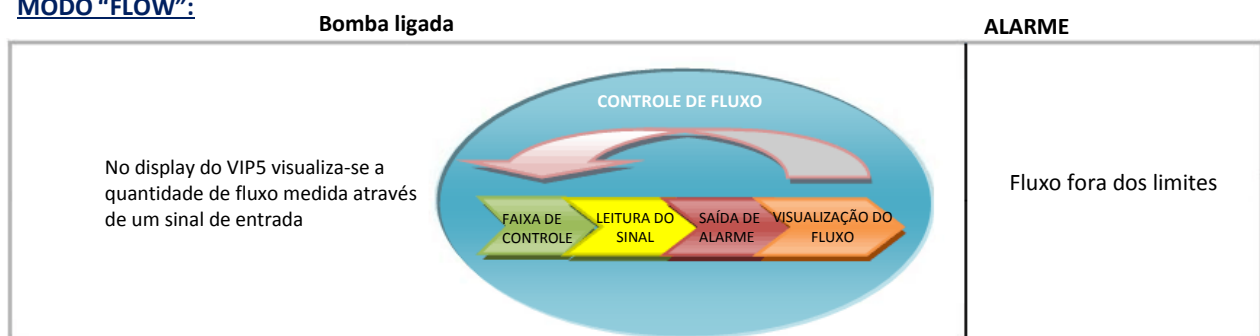 MODO “FLOW”:
Bomba ligada
ALARME
CONTROLE DE FLUXO
No display do VIP5 visualiza-se a
quantidade de fluxo medida através
de um sinal de entrada
FAIXA DE
CONTROLE
LEITURA DO
SINAL
SAÍDA DE
ALARME
VISUALIZAÇÃO DO
FLUXO
Fluxo fora dos limites